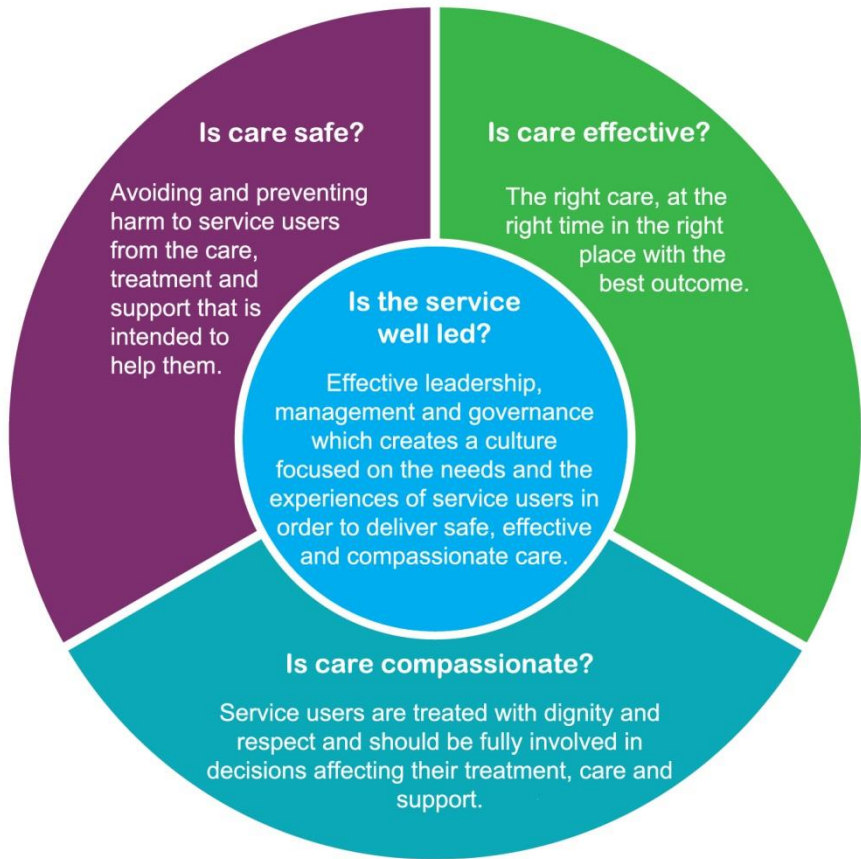 Is care safe?
Avoiding and preventing
harm to service users
from the care,
treatment and
support that is
intended to
help them.
Is care effective?
The right care, at the
right time in the right
place with the
best outcome.
Is the service
well led?
Effective leadership,
management and governance
which creates a culture
focused on the needs and the
experiences of service users in
order to deliver safe, effective
and compassionate care.
Is care compassionate?
Service users are treated with dignity and
respect and should be fully involved in
decisions affecting their treatment, care and
support.